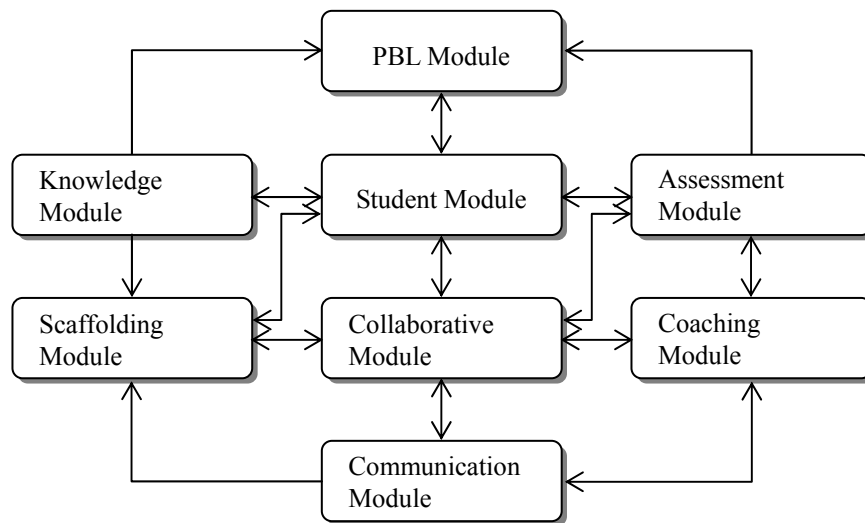 PBL Module
Knowledge
Module
Student Module
Assessment
Module
Scaffolding
Module
Collaborative
Module
Coaching
Module
Communication
Module